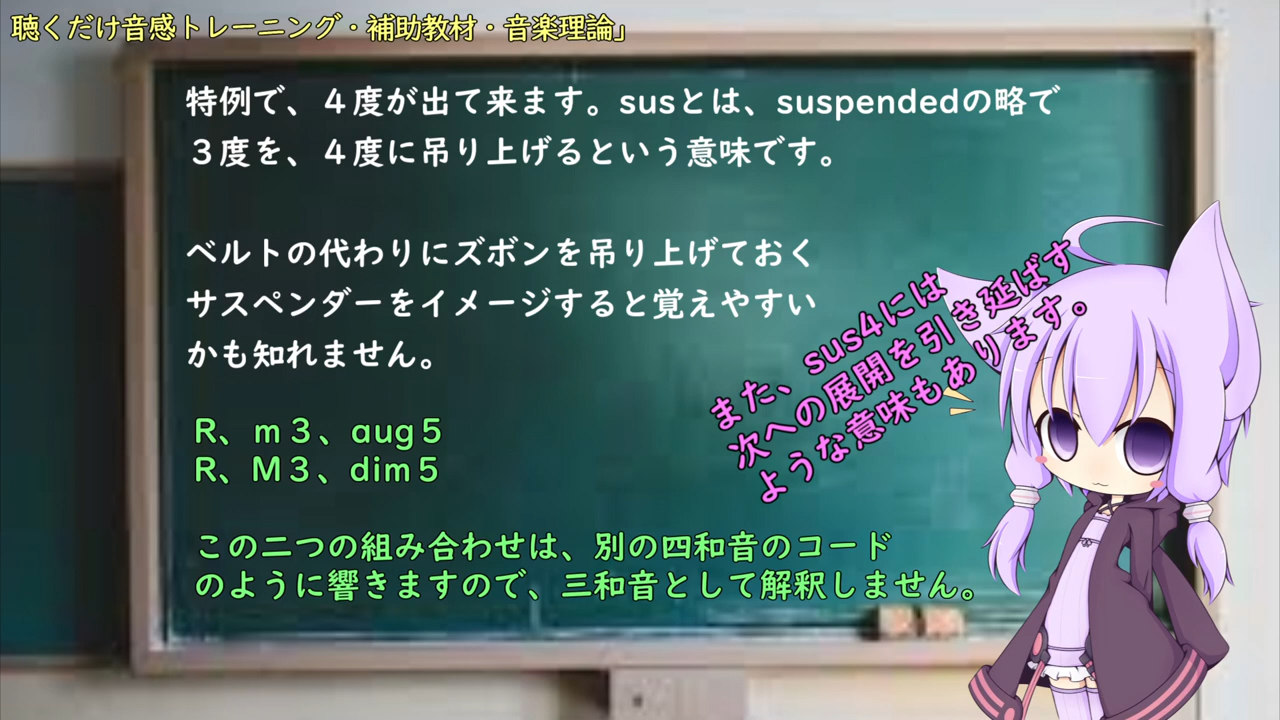 聴くだけ音感トレーニング・補助教材・音楽理論」
特例で、４度が出て来ます。susとは、suspendedの略で
３度を、４度に吊り上げるという意味です。
ベルトの代わりにズボンを吊り上げておく
サスペンダーをイメージすると覚えやすい
かも知れません。
また、sus4には
次への展開を引き延ばす
ような意味もあります。
R、m３、aug５
R、M３、dim５
この二つの組み合わせは、別の四和音のコード
のように響きますので、三和音として解釈しません。